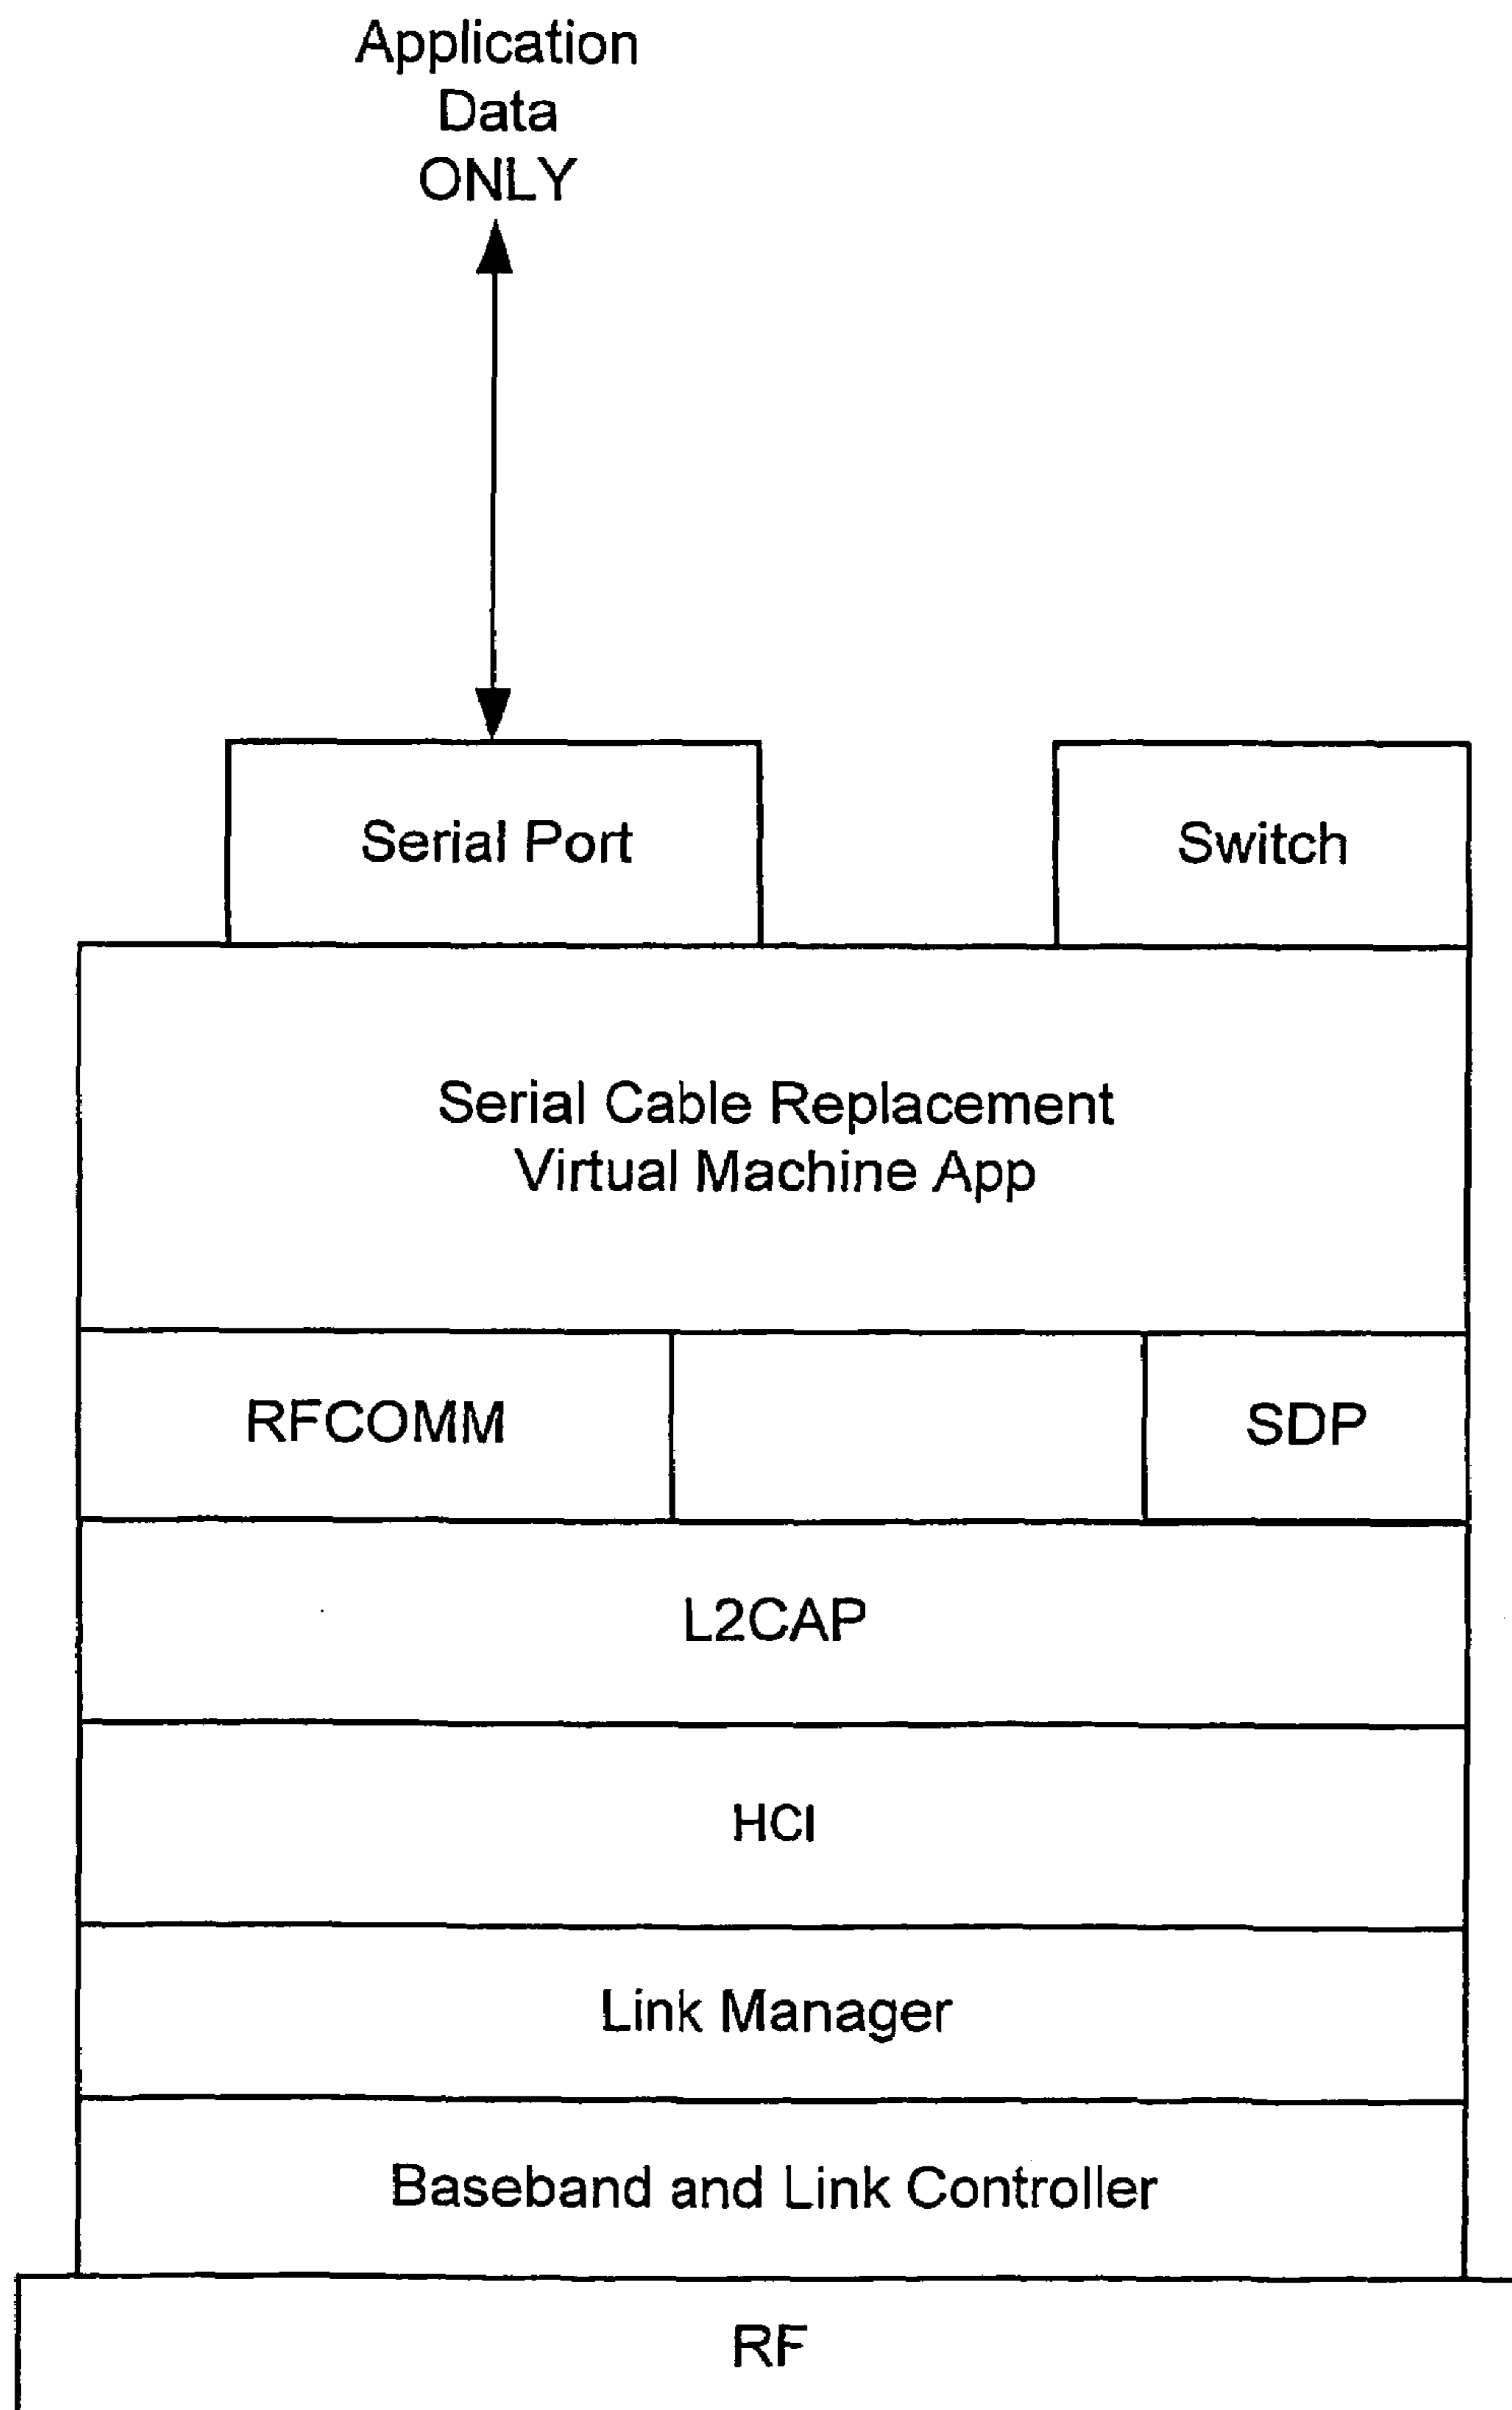 Application
Data
ONLY
Serial Port
Switch
Serial Cable Replacement
Virtual Machine App
RFCOMM
SDP
L2CAP
HCI
Link Manager
Baseband and Link Controller
RF